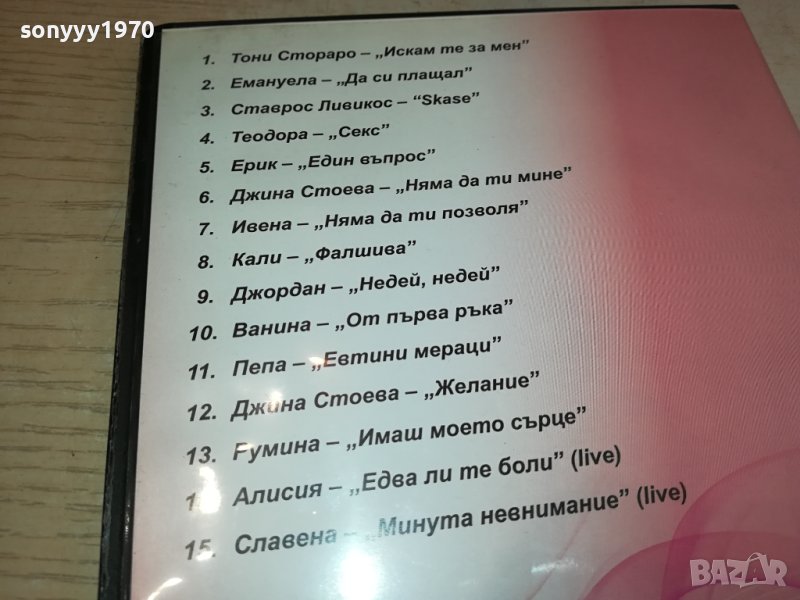 sonyyy1970
1. Тони Стораро – „Искам те за мен”
2. Емануела – „Да си плащал”
3. Ставрос Ливикос – “Skase”
4. Теодора – „Секс”
5. Ерик – „Един въпрос”
6. Джина Стоева – „Няма да ти мине”
7. Ивена – „Няма да ти позволя”
8. Кали – „Фалшива”
9. Джордан – „Недей, недей”
10. Ванина – „От първа ръка”
11. Пепа – „Евтини мераци”
12. Джина Стоева – „Желание”
13. Румина – „Имаш моето сърце”
Алисия – „Едва ли те боли” (live)
15. Славена – „Минута невнимание” (live)
BAZAR